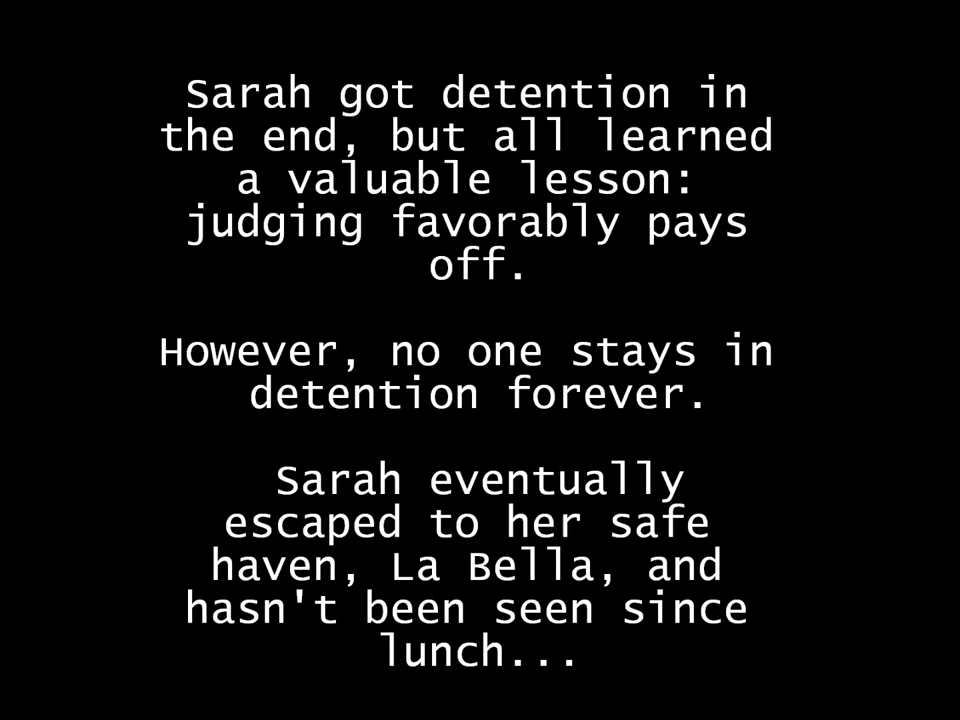 Sarah got detention in
the end, but all learned
a valuable lesson:
judging favorably pays
off.
However, no one stays in
detention forever.
Sarah eventually
escaped to her safe
haven, La Bella, and
hasn't been seen since
lunch...